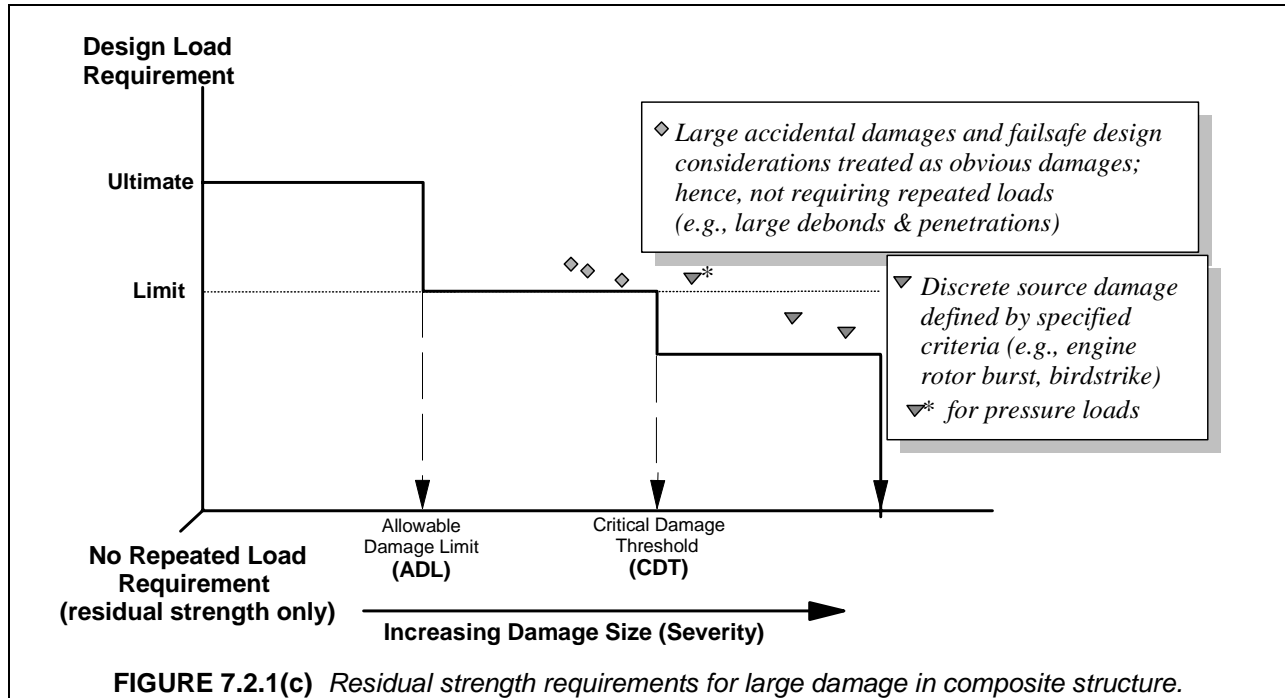 Design Load
Requirement
Ultimate
Limit
Large accidental damages and failsafe design
considerations treated as obvious damages;
hence, not requiring repeated loads
(e.g., large debonds & penetrations)
*
Discrete source damage
defined by specified
criteria (e.g., engine
rotor burst, birdstrike)
* for pressure loads
Allowable
Damage Limit
(ADL)
Critical Damage
Threshold
(CDT)
No Repeated Load
Requirement
(residual strength only)
Increasing Damage Size (Severity)
FIGURE 7.2.1(c) Residual strength requirements for large damage in composite structure.